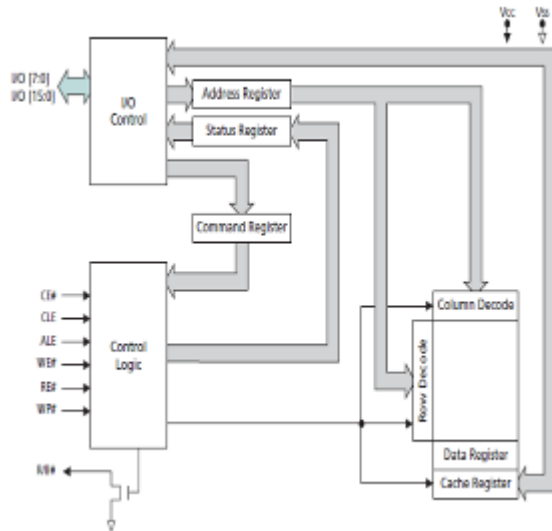 Vcc Vss
I/O [7:0]
I/O [15:0]
I/O
Control
Address Register
Status Register
Command Register
CE#
CLE
ALE
WE#
RE#
WP#
Control
Logic
Column Decode
Row Decode
Data Register
Cache Register
R/B#